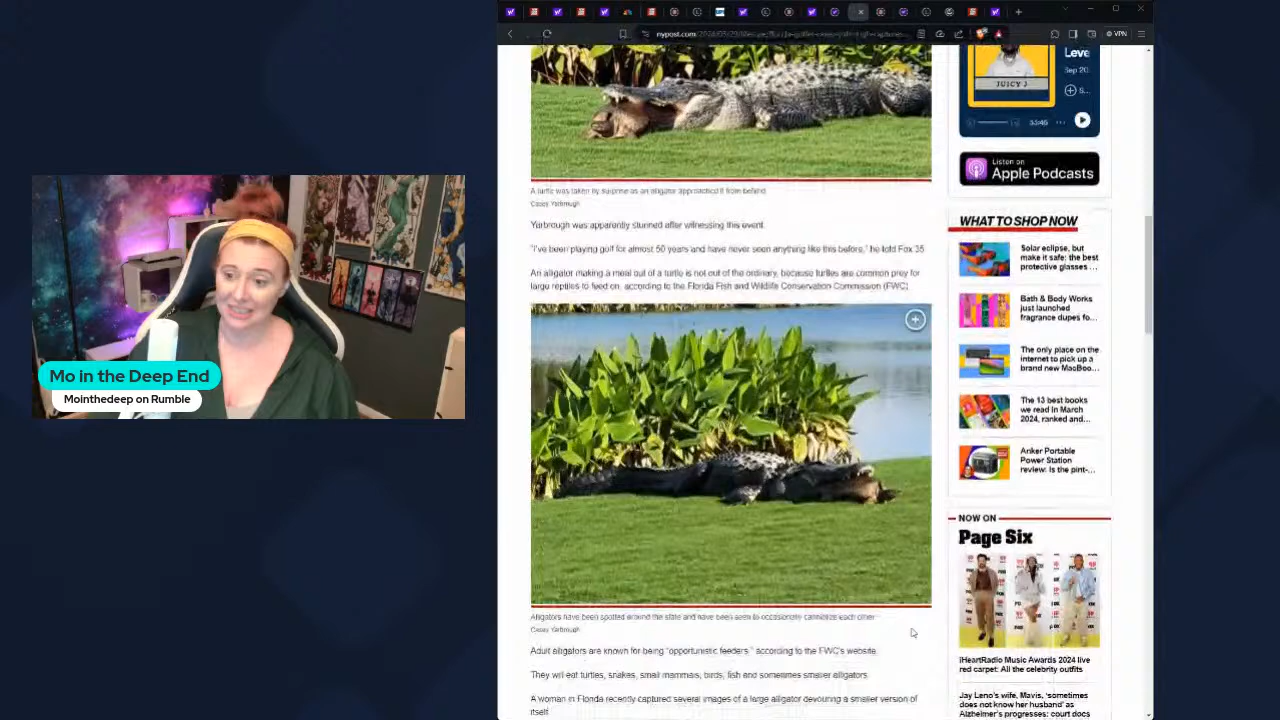 nypost.com
VPN
JUICY J
Leve
Sep 20
53:45
Listen on
Apple Podcasts
A turtle was taken by surprise as an alligator approached it from behind
Casey Yarbrough
Yarbrough was apparently stunned after witnessing this event.
"I've been playing golf for almost 50 years and have never seen anything like this before," he told Fox 35
An alligator making a meal out of a turtle is not out of the ordinary, because turtles are common prey for
large reptiles to feed on, according to the Florida Fish and Wildlife Conservation Commission (FWC)
WHAT TO SHOP NOW
Solar eclipse, but
make it safe: the best
protective glasses ...
Bath & Body Works
just launched
fragrance dupes fo...
The only place on the
internet to pick up a
brand new MacBoo...
The 13 best books
we read in March
2024, ranked and...
Anker Portable
Power Station
review: Is the pint-...
Mo in the Deep End
Mointhedeep on Rumble
NOW ON
Page Six
Alligators have been spotted around the state and have been seen to occasionally cannibalize each other
Casey Yarbrough
Adult alligators are known for being "opportunistic feeders," according to the FWC's website.
They will eat turtles, snakes, small mammals, birds, fish and sometimes smaller alligators.
A woman in Florida recently captured several images of a large alligator devouring a smaller version of
itself.
iHeartRadio Music Awards 2024 live
red carpet: All the celebrity outfits
Jay Leno's wife, Mavis, 'sometimes
does not know her husband' as
Alzheimer's progresses: court docs